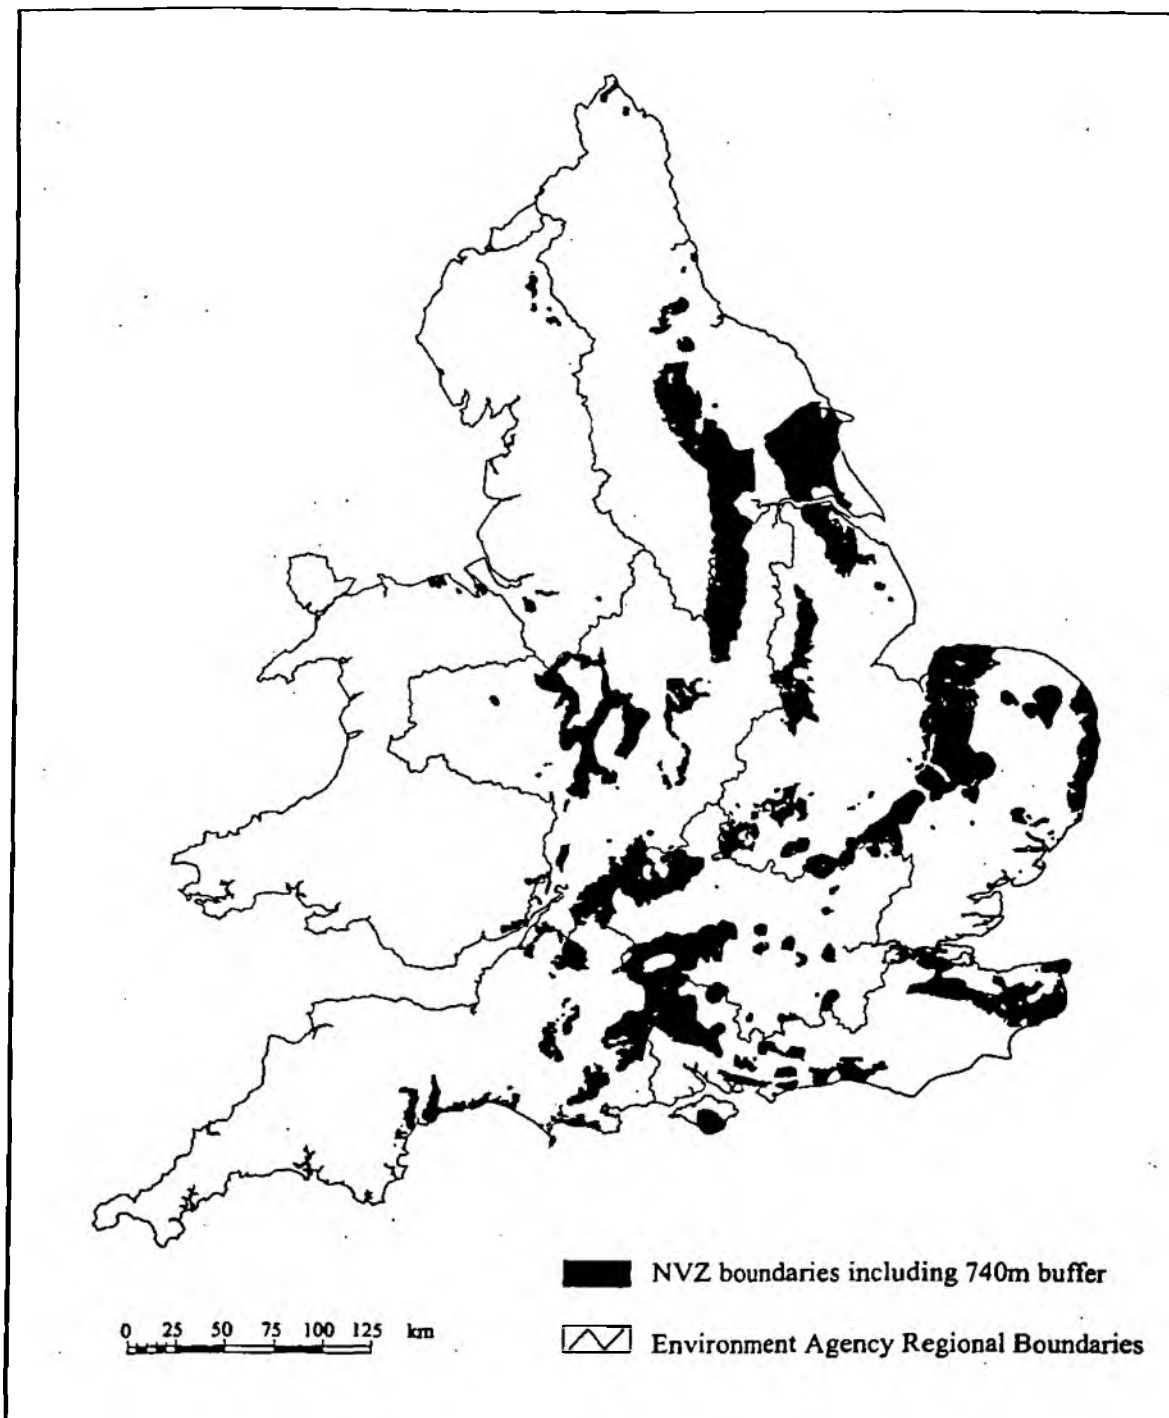 NVZ boundaries including 740m buffer
0 25 50 75 100 125 km
Environment Agency Regional Boundaries